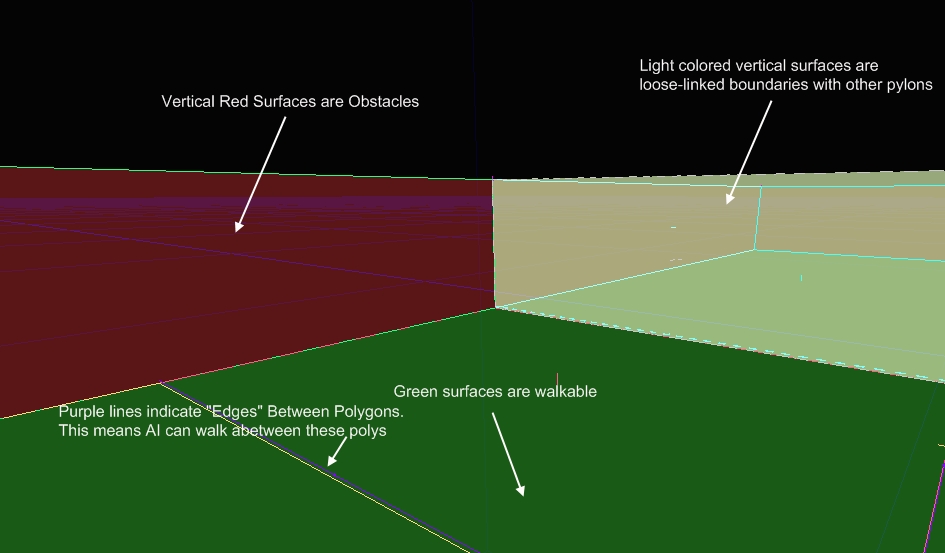 Light colored vertical surfaces are
loose-linked boundaries with other pylons
Vertical Red Surfaces are Obstacles
Green surfaces are walkable
Purple lines indicate "Edges" Between Polygons.
This means AI can walk abetween these polys